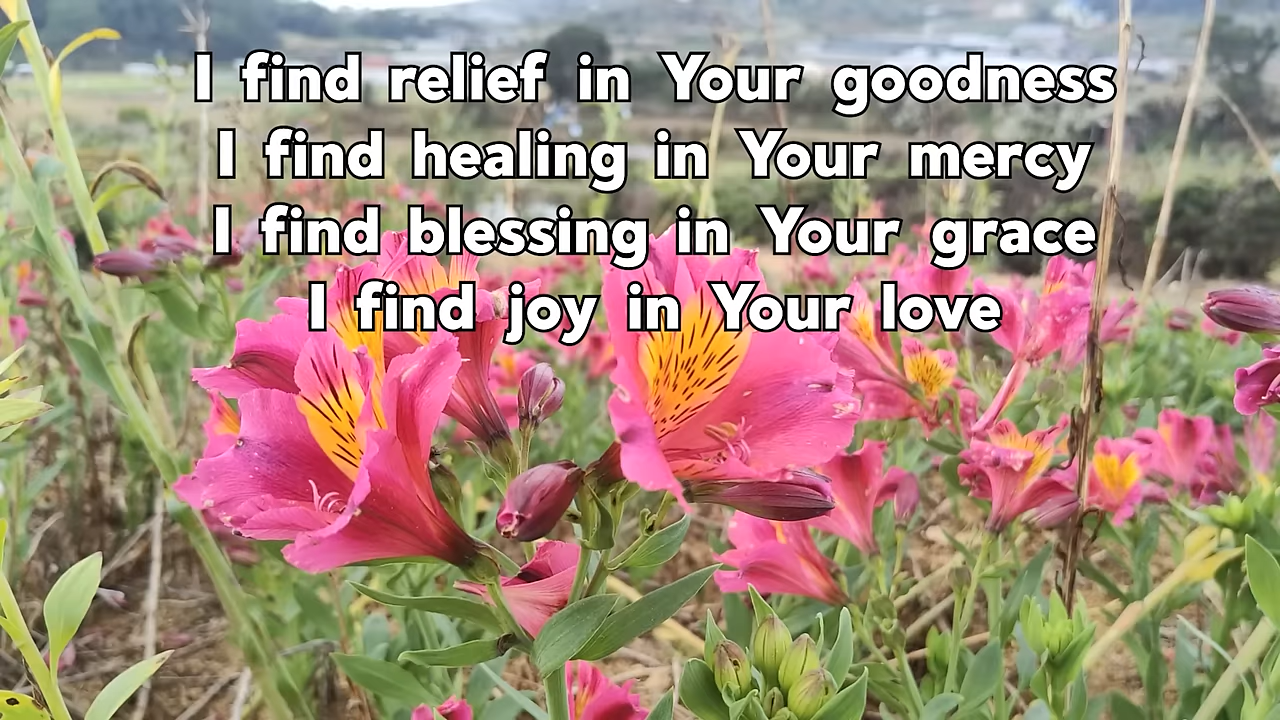 I find relief in Your goodness
I find healing in Your mercy
I find blessing in Your grace
I find joy in Your love